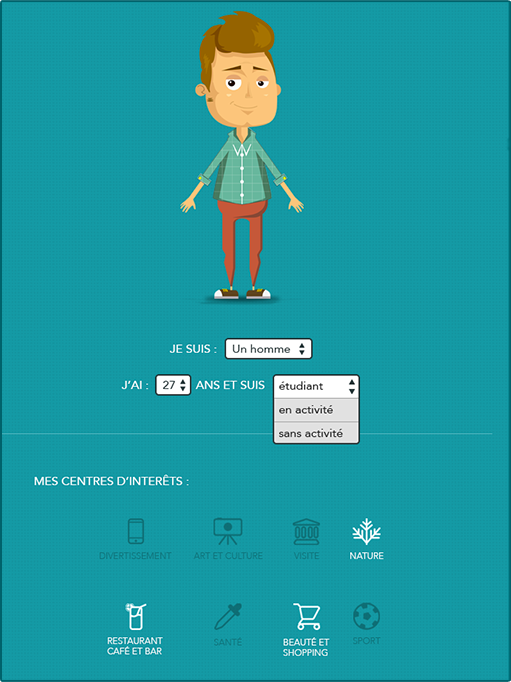 JE SUIS : Un homme
J'AI : 27 ANS ET SUIS étudiant
en activité
sans activité
MES CENTRES D'INTERÊTS :
DIVERTISSEMENT ART ET CULTURE VISITE NATURE
RESTAURANT
CAFÉ ET BAR
SANTÉ
BEAUTÉ ET
SHOPPING
SPORT